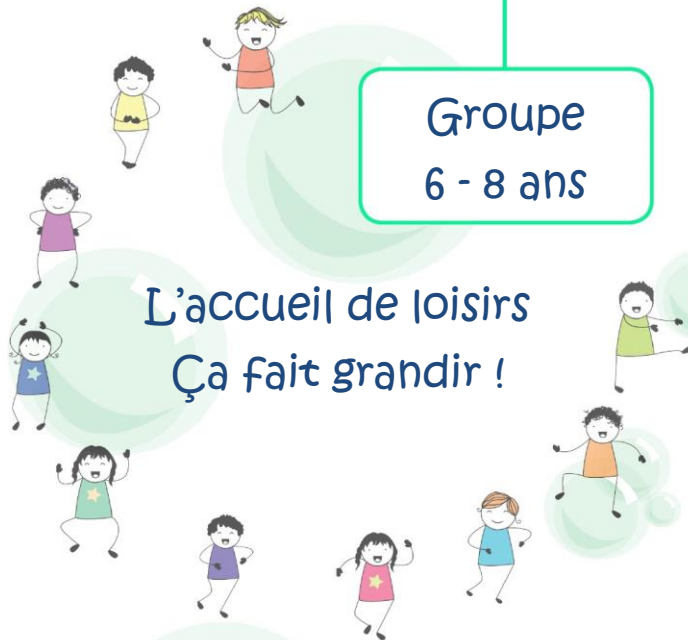 Groupe
6 - 8 ans
L'accueil de loisirs
Ça fait grandir !